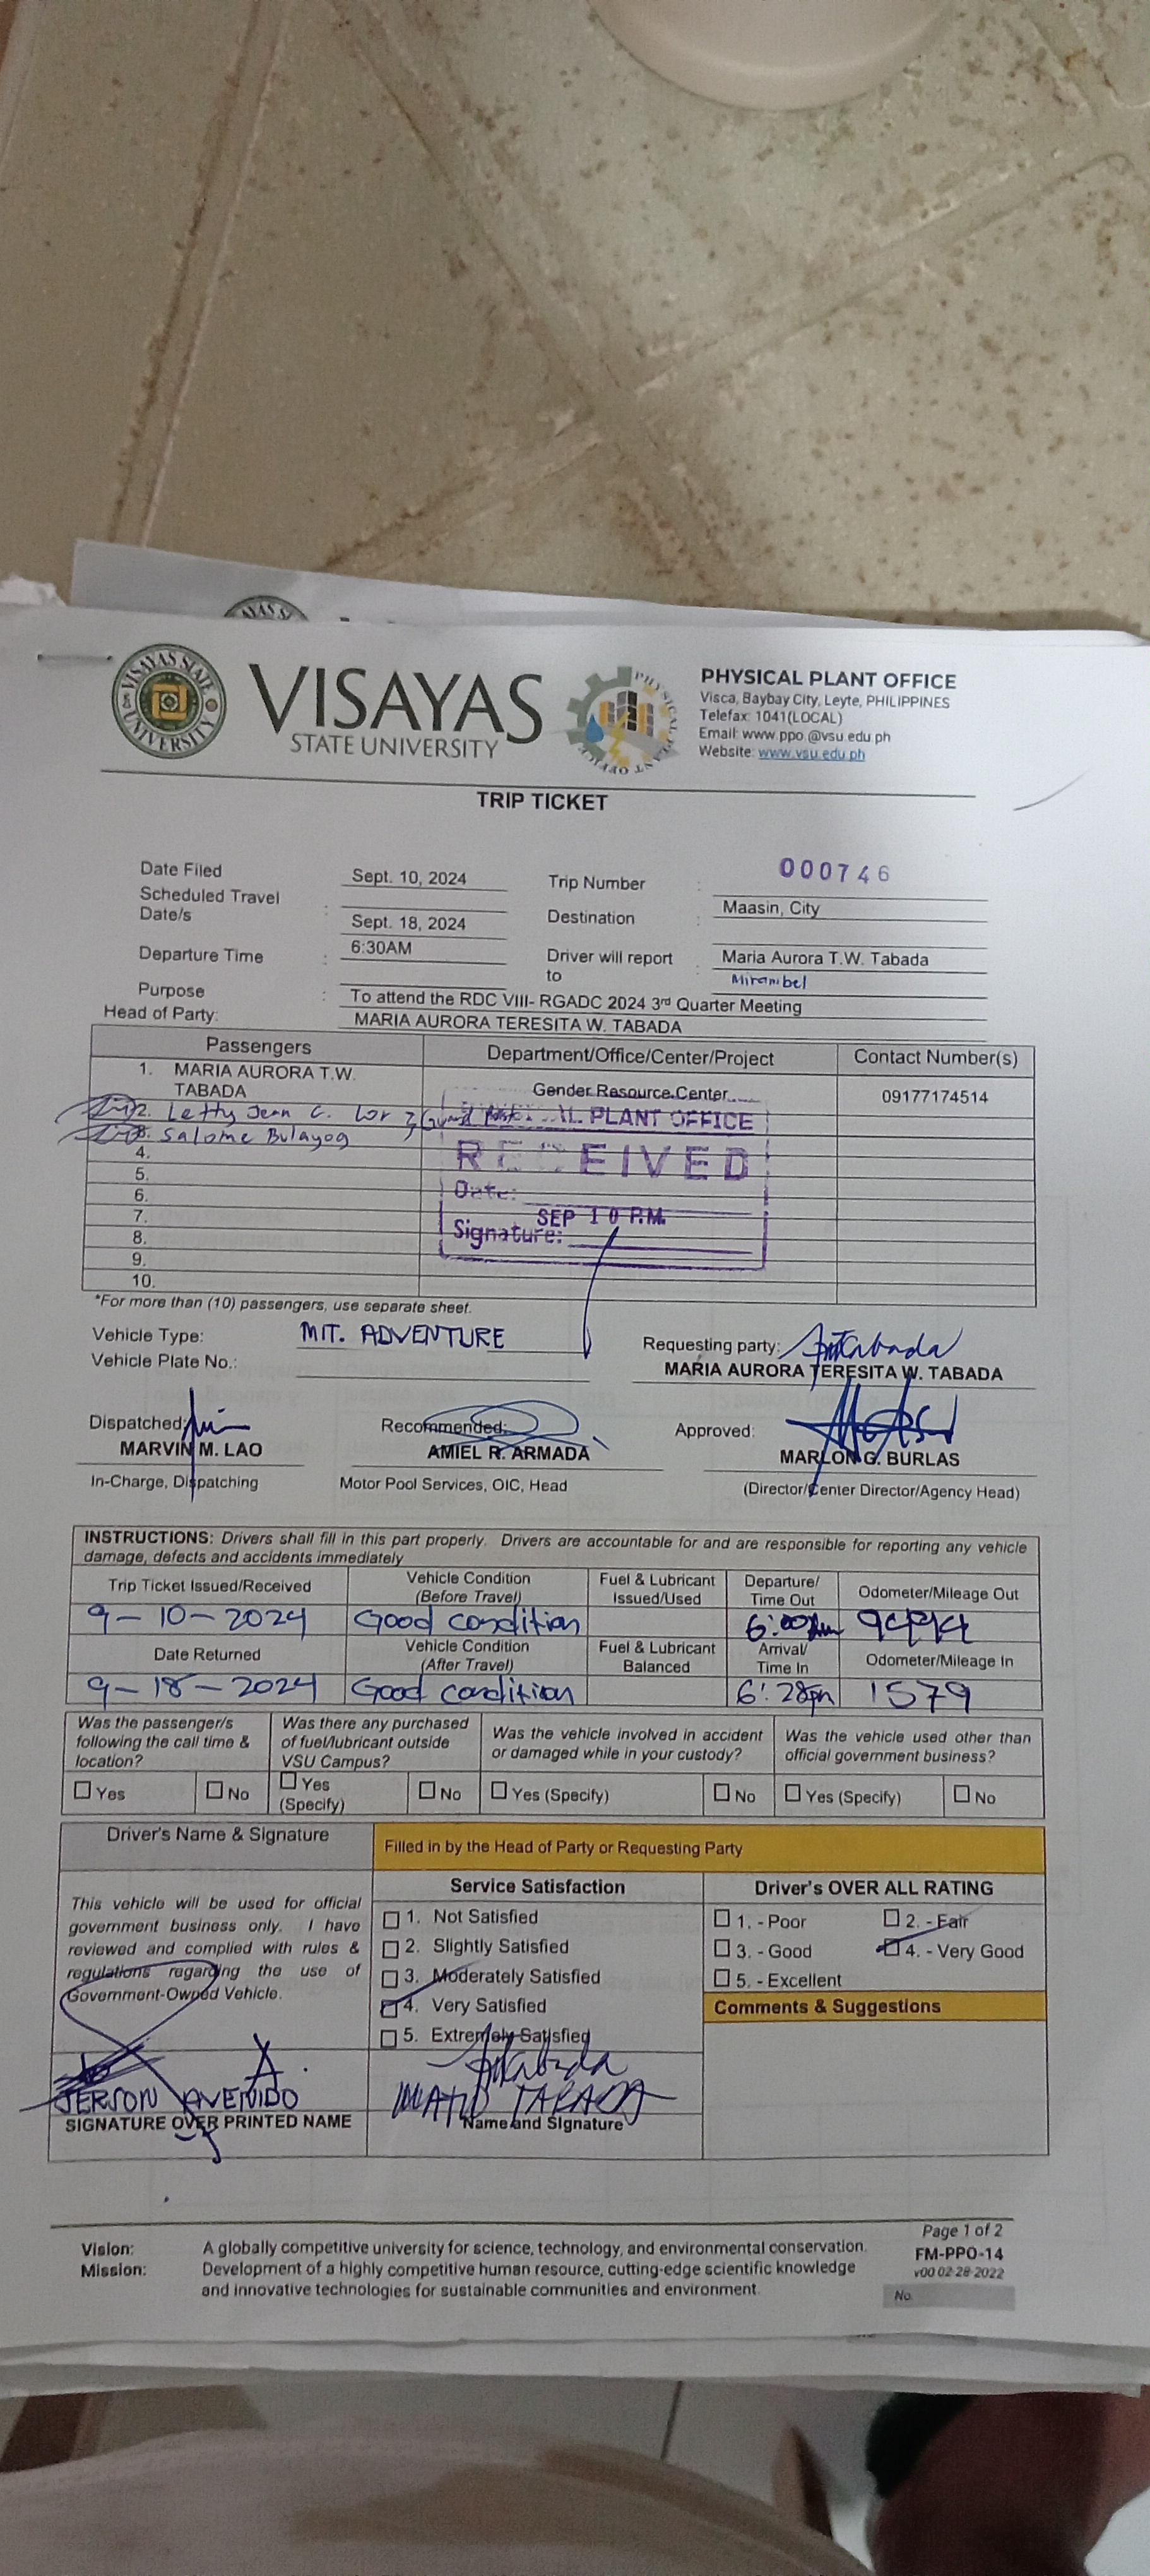 VISAYAS
STATE UNIVERSITY
VISAYAS STATE UNIVERSITY
PHYSICAL PLANT OFFICE
Visca, Baybay City, Leyte, PHILIPPINES
Telefax: 1041(LOCAL)
Email: www.ppo.@vsu.edu.ph
Website: www.vsu.edu.ph
TRIP TICKET
Date Filed Sept. 10, 2024 Trip Number : 000746
Scheduled Travel Date/s : Sept. 18, 2024 Destination : Maasin, City
Departure Time : 6:30AM Driver will report to : Maria Aurora T.W. Tabada
Mirambel
Purpose : To attend the RDC VIII- RGADC 2024 3rd Quarter Meeting
Head of Party: MARIA AURORA TERESITA W. TABADA
Passengers Department/Office/Center/Project Contact Number(s)
1. MARIA AURORA T.W. TABADA Gender Resource Center 09177174514
2. Letty Jean C. Lor
3. Salome Bulayog
4.
5.
6.
7.
8.
9.
10.
AL PLANT OFFICE
RECEIVED
Date:
SEP 10 P.M.
Signature:
*For more than (10) passengers, use separate sheet.
Vehicle Type: MIT. ADVENTURE Requesting party:
Vehicle Plate No.: MARIA AURORA TERESITA W. TABADA
Dispatched: Recommended: Approved:
MARVIN M. LAO AMIEL R. ARMADA MARLON G. BURLAS
In-Charge, Dispatching Motor Pool Services, OIC, Head (Director/Center Director/Agency Head)
INSTRUCTIONS: Drivers shall fill in this part properly. Drivers are accountable for and are responsible for reporting any vehicle
damage, defects and accidents immediately
Trip Ticket Issued/Received Vehicle Condition (Before Travel) Fuel & Lubricant Issued/Used Departure/ Time Out Odometer/Mileage Out
9-10-2024 Good condition 6:00
Date Returned Vehicle Condition (After Travel) Fuel & Lubricant Balanced Arrival/ Time In Odometer/Mileage In
9-18-2024 Good condition 6:28pm 1579
Was the passenger/s following the call time & location? Was there any purchased of fuel/lubricant outside VSU Campus? Was the vehicle involved in accident or damaged while in your custody? Was the vehicle used other than official government business?
Yes No Yes (Specify) No Yes (Specify) No Yes (Specify) No
Driver's Name & Signature Filled in by the Head of Party or Requesting Party
This vehicle will be used for official
government business only. I have
reviewed and complied with rules &
regulations regarding the use of
Government-Owned Vehicle.
JERSON AVENIDO
SIGNATURE OVER PRINTED NAME
Service Satisfaction
1. Not Satisfied
2. Slightly Satisfied
3. Moderately Satisfied
4. Very Satisfied
5. Extremely Satisfied
TABADA
Name and Signature
Driver's OVER ALL RATING
1. - Poor 2. - Fair
3. - Good 4. - Very Good
5. - Excellent
Comments & Suggestions
Vision: A globally competitive university for science, technology, and environmental conservation.
Mission: Development of a highly competitive human resource, cutting-edge scientific knowledge
and innovative technologies for sustainable communities and environment.
Page 1 of 2
FM-PPO-14
v00 02-28-2022
No.